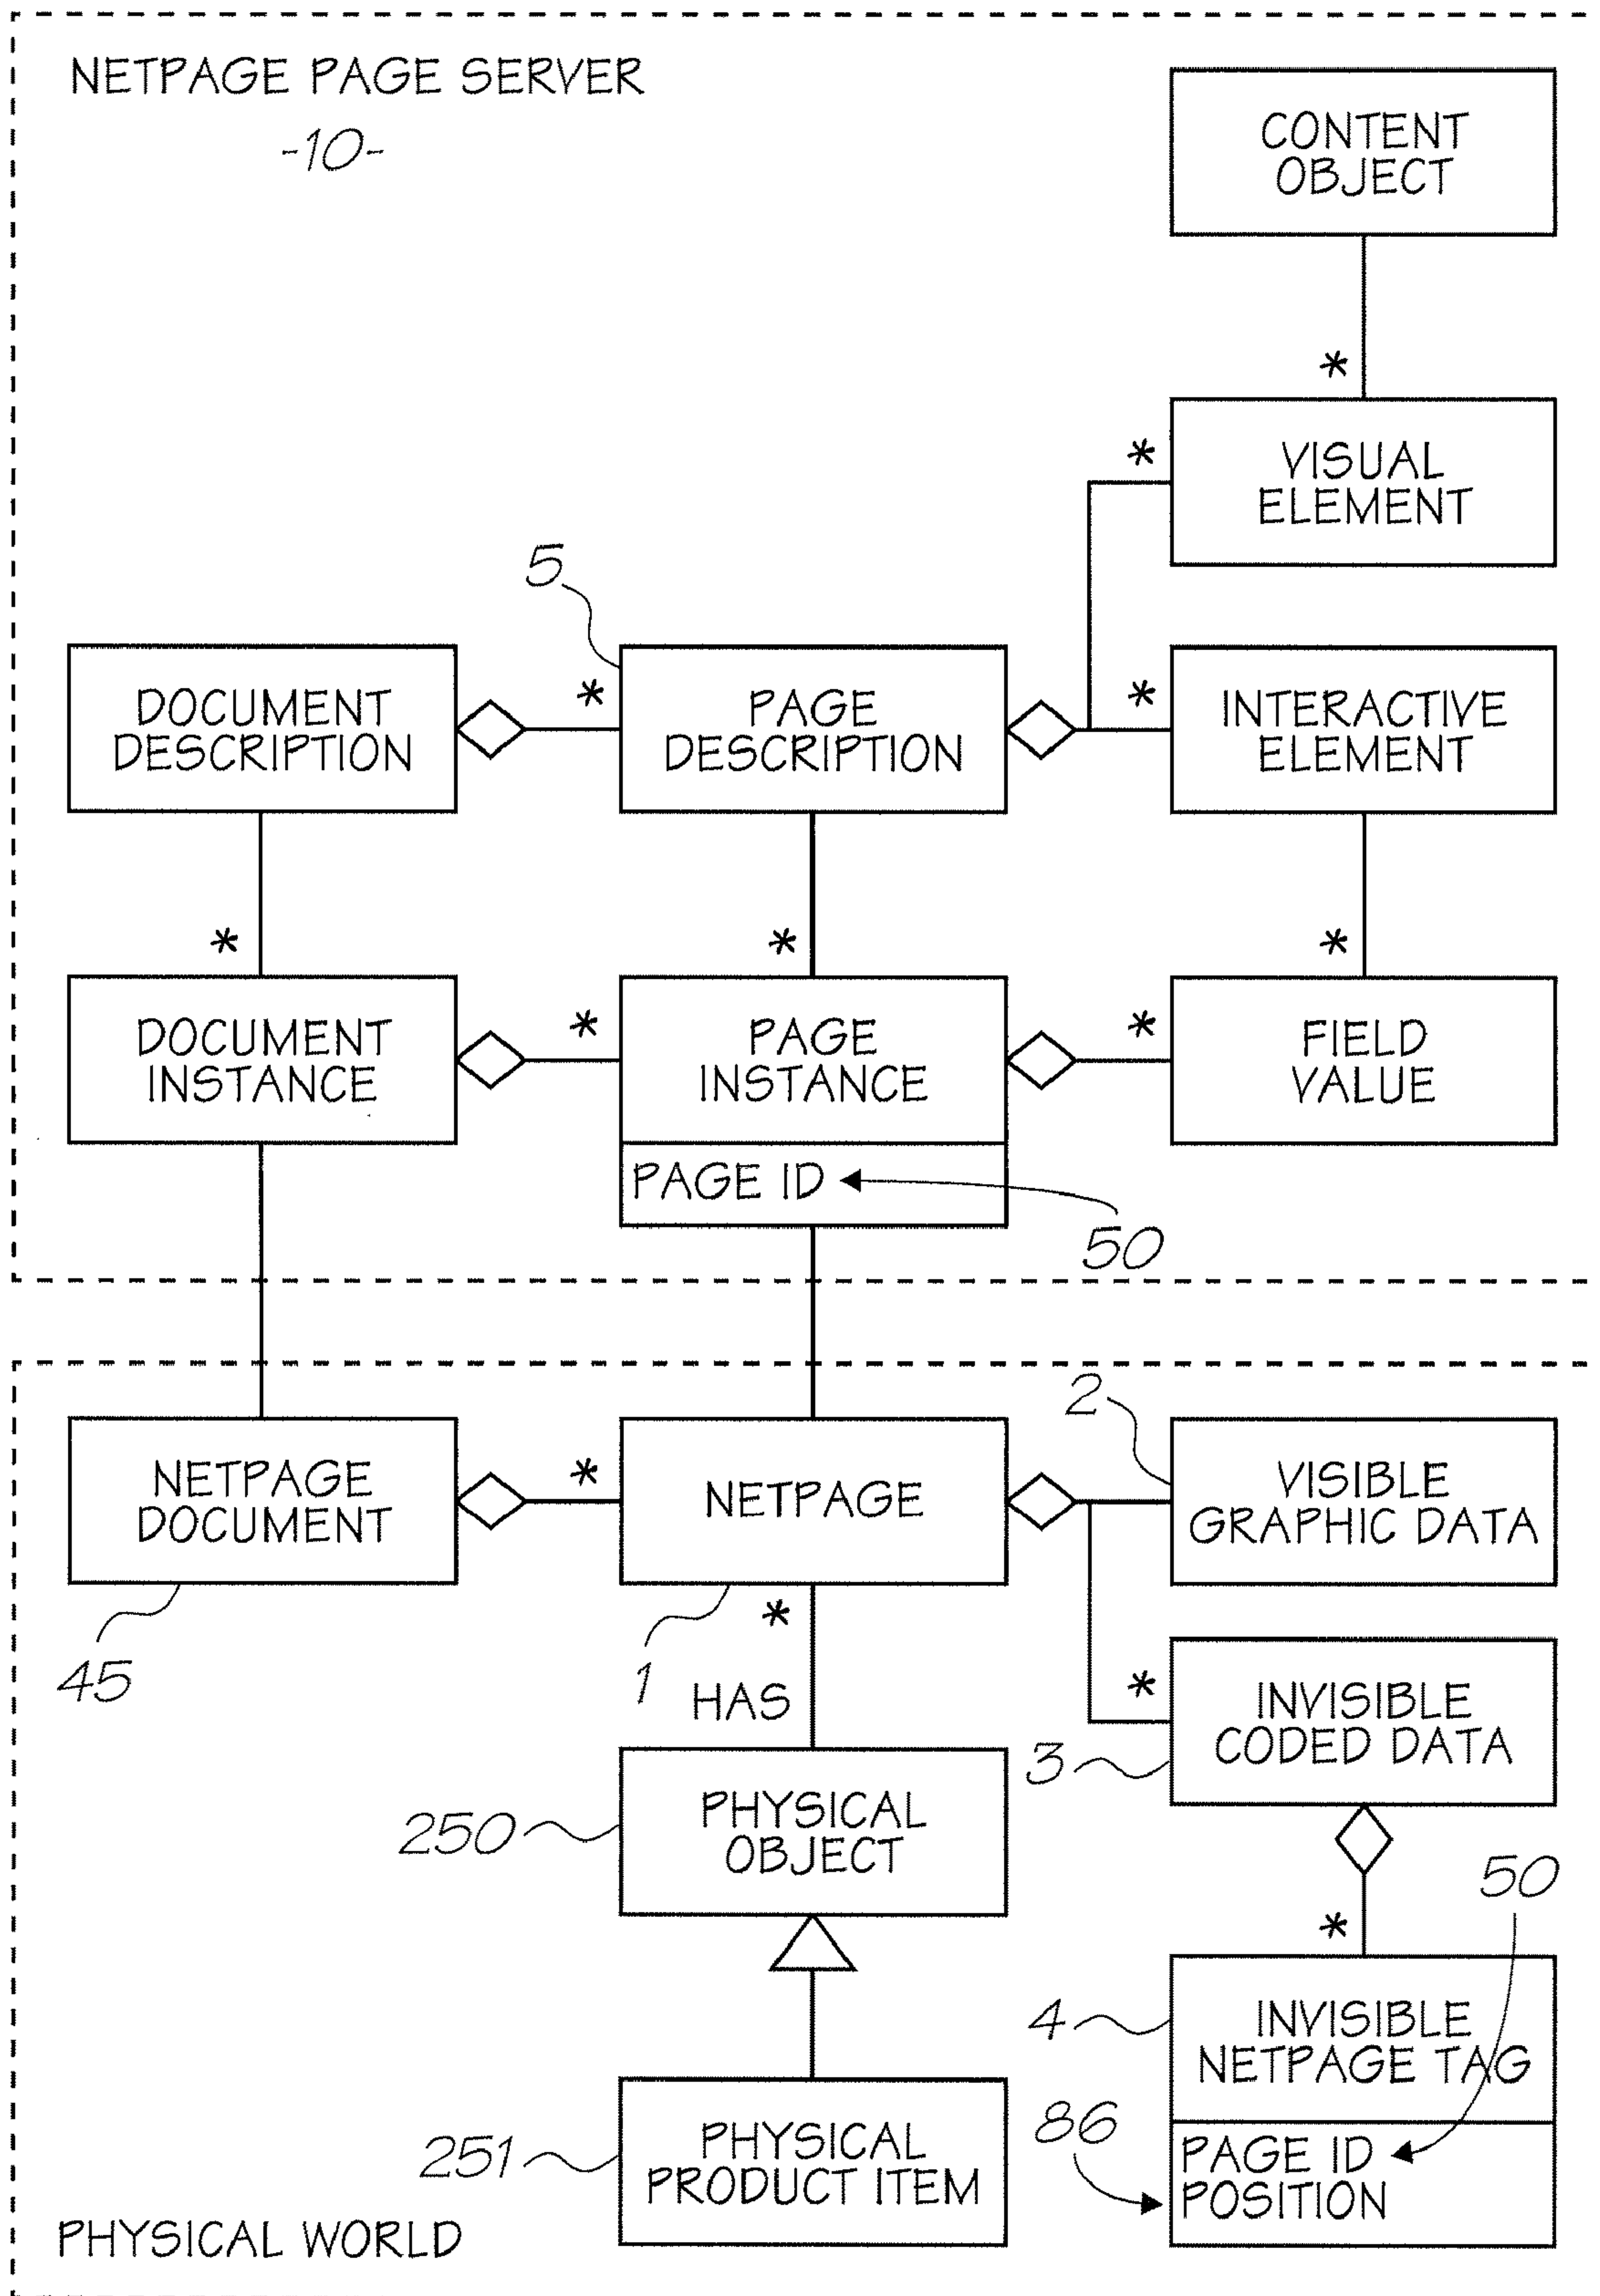 NETPAGE PAGE SERVER
-10-
CONTENT
OBJECT
*
*
VISUAL
ELEMENT
5
DOCUMENT
DESCRIPTION
*
PAGE
DESCRIPTION
*
INTERACTIVE
ELEMENT
*
*
*
DOCUMENT
INSTANCE
*
PAGE
INSTANCE
*
FIELD
VALUE
PAGE ID
50
NETPAGE
DOCUMENT
*
NETPAGE
2
VISIBLE
GRAPHIC DATA
45
1
*
HAS
*
INVISIBLE
CODED DATA
3
250
PHYSICAL
OBJECT
50
*
4
INVISIBLE
NETPAGE TAG
86
PAGE ID
POSITION
251
PHYSICAL
PRODUCT ITEM
PHYSICAL WORLD